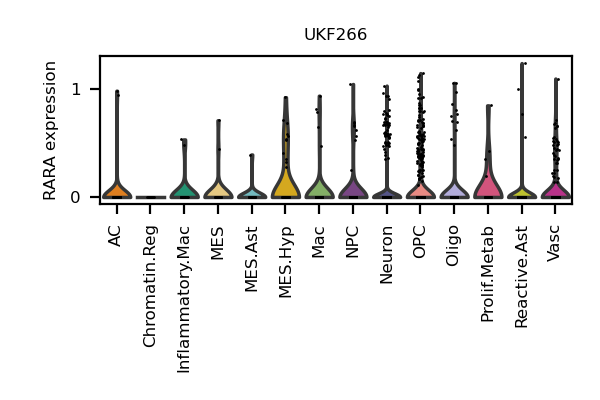 UKF266
RARA expression
1
0
AC
Chromatin.Reg
Inflammatory.Mac
MES
MES.Ast
MES.Hyp
Mac
NPC
Neuron
OPC
Oligo
Prolif.Metab
Reactive.Ast
Vasc